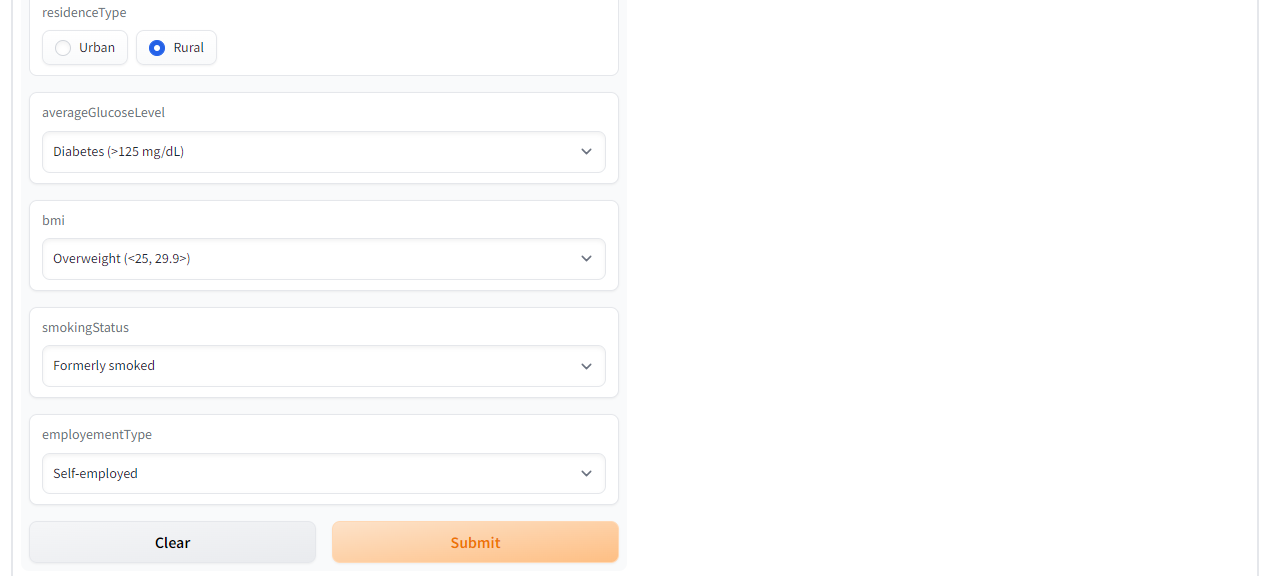 residenceType
Urban Rural
averageGlucoseLevel
Diabetes (>125 mg/dL)
bmi
Overweight (<25, 29.9>)
smokingStatus
Formerly smoked
employementType
Self-employed
Clear Submit